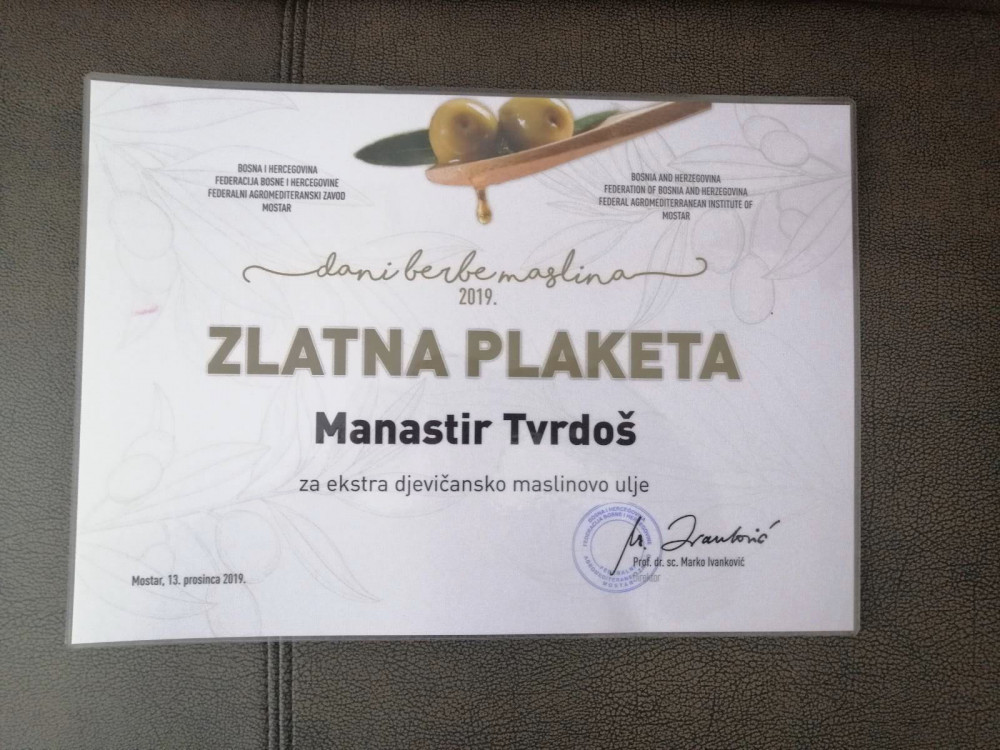 BOSNA I HERCEGOVINA
FEDERACIJA BOSNE I HERCEGOVINE
FEDERALNI AGROMEDITERANSKI ZAVOD
MOSTAR
BOSNIA AND HERZEGOVINA
FEDERATION OF BOSNIA AND HERZEGOVINA
FEDERAL AGROMEDITERRANEAN INSTITUTE OF
MOSTAR
dani berbe maslina
2019.
ZLATNA PLAKETA
Manastir Tvrdoš
za ekstra djevičansko maslinovo ulje
M. Ivanković
Prof. dr. sc. Marko Ivanković
Direktor
Mostar, 13. prosinca 2019.